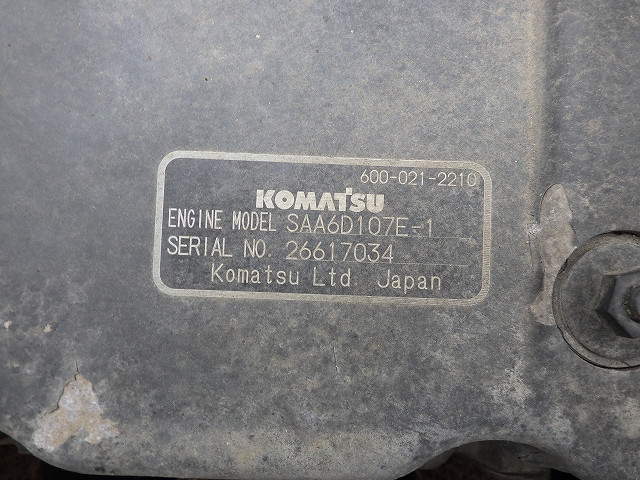 600-021-2210
KOMATSU
ENGINE MODEL SAA6D107E-1
SERIAL NO. 26617034
Komatsu Ltd. Japan